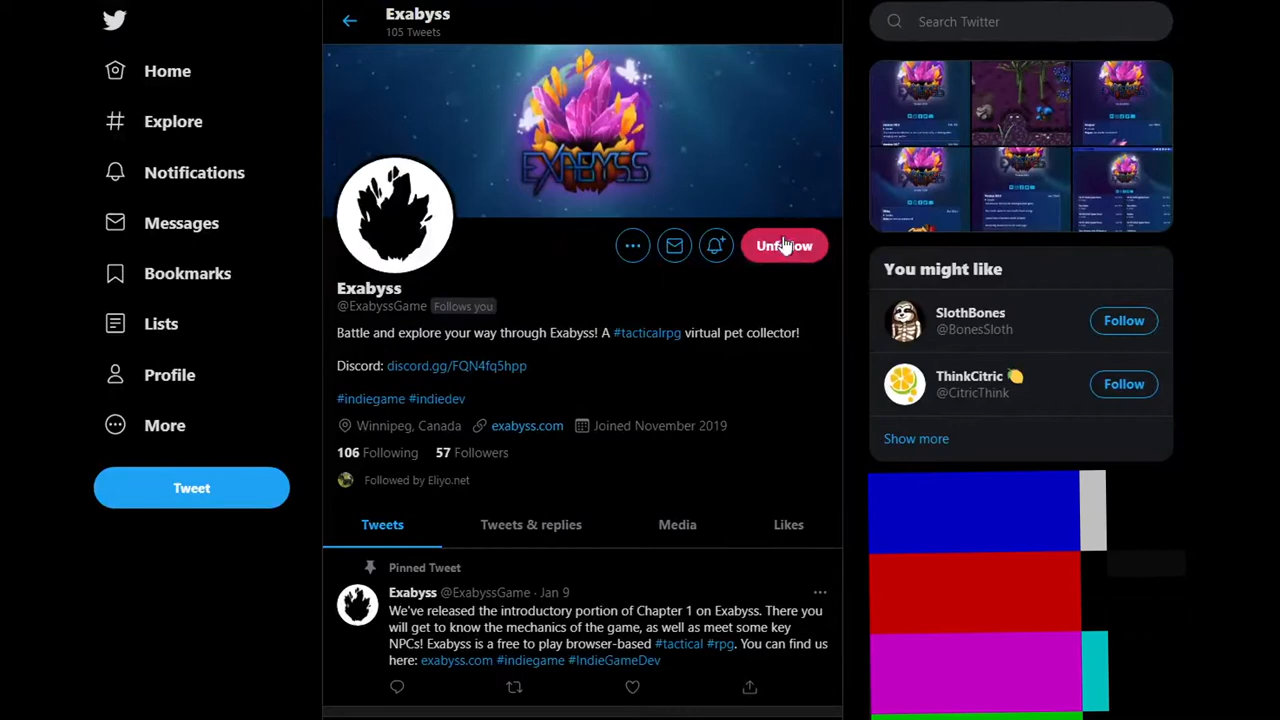 Home
Explore
Notifications
Messages
Bookmarks
Lists
Profile
More
Tweet
Exabyss
105 Tweets
EXABYSS
Unfollow
Exabyss
@ExabyssGame Follows you
Battle and explore your way through Exabyss! A #tacticalrpg virtual pet collector!
Discord: discord.gg/FQN4fq5hpp
#indiegame #indiedev
Winnipeg, Canada exabyss.com Joined November 2019
106 Following 57 Followers
Followed by Eliyo.net
Tweets Tweets & replies Media Likes
Pinned Tweet
Exabyss @ExabyssGame · Jan 9
We've released the introductory portion of Chapter 1 on Exabyss. There you
will get to know the mechanics of the game, as well as meet some key
NPCs! Exabyss is a free to play browser-based #tactical #rpg. You can find us
here: exabyss.com #indiegame #IndieGameDev
Search Twitter
You might like
SlothBones
@BonesSloth
Follow
ThinkCitric
@CitricThink
Follow
Show more